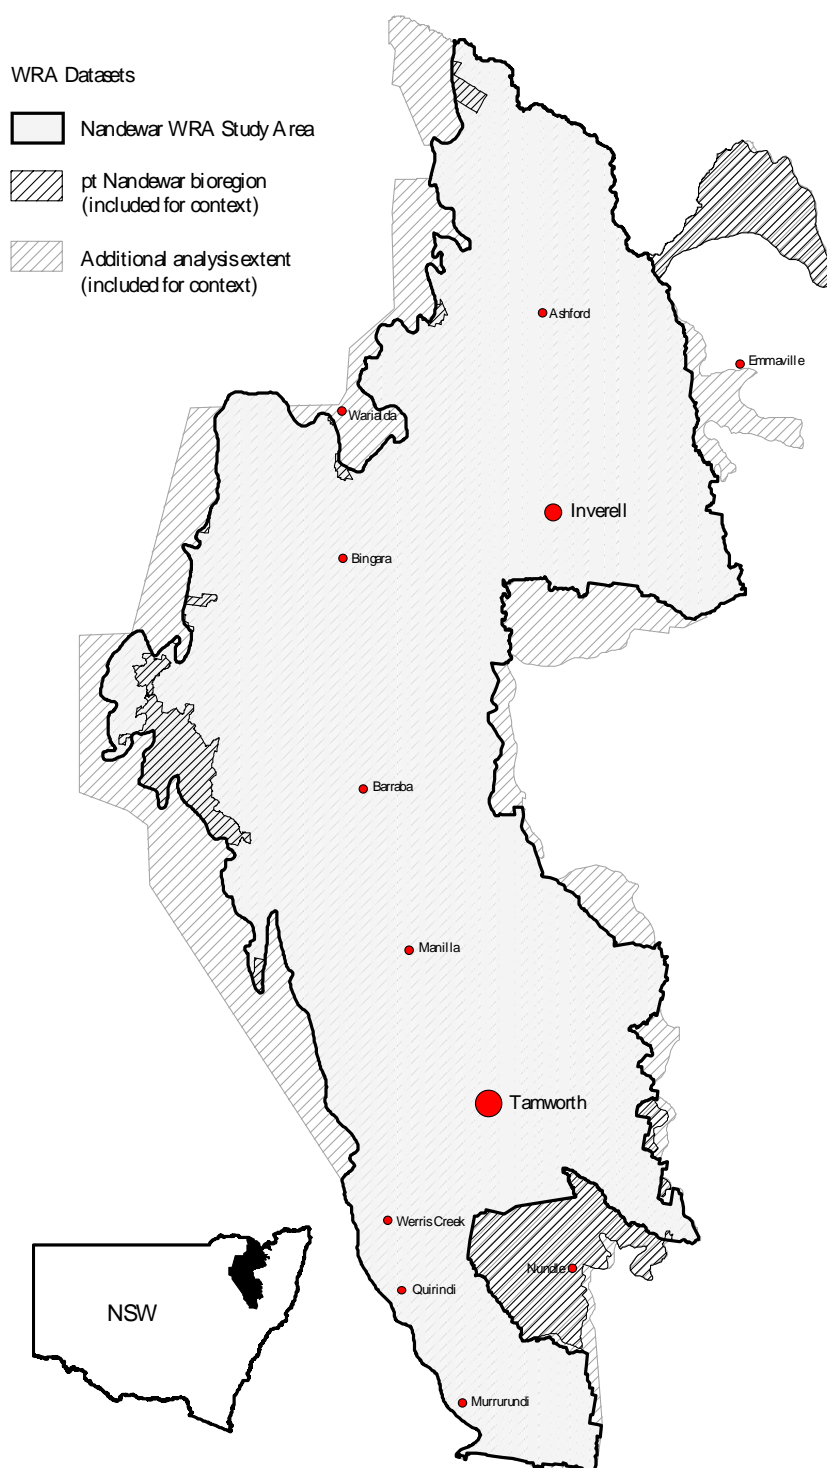 WRA Datasets
Nandewar WRA Study Area
pt Nandewar bioregion
(included for context)
Additional analysis extent
(included for context)
Ashford
Emmaville
Warialda
Inverell
Bingara
Barraba
Manilla
Tamworth
Werris Creek
Nundle
Quirindi
NSW
Murrurundi